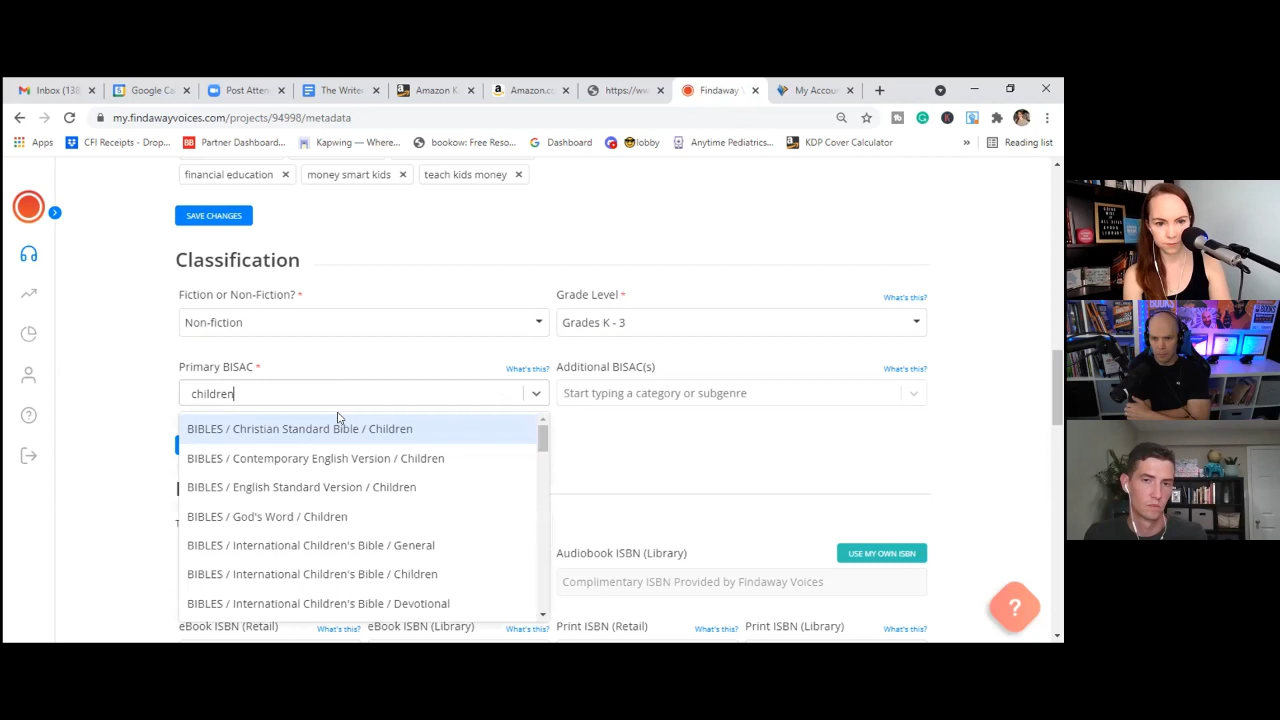 Inbox (138
Google Ca
Post Atten
The Writer
Amazon K
Amazon.co
https://ww
Findaway V
My Accou
my.findawayvoices.com/projects/94998/metadata
Apps
CFI Receipts - Drop...
Partner Dashboard...
Kapwing — Where...
bookow: Free Reso...
Dashboard
lobby
Anytime Pediatrics...
KDP Cover Calculator
»
Reading list
financial education ×
money smart kids ×
teach kids money ×
SAVE CHANGES
Classification
Fiction or Non-Fiction? *
Grade Level *
What's this?
Non-fiction
Grades K - 3
Primary BISAC *
What's this?
Additional BISAC(s)
What's this?
children
Start typing a category or subgenre
BIBLES / Christian Standard Bible / Children
BIBLES / Contemporary English Version / Children
BIBLES / English Standard Version / Children
BIBLES / God's Word / Children
BIBLES / International Children's Bible / General
BIBLES / International Children's Bible / Children
BIBLES / International Children's Bible / Devotional
Audiobook ISBN (Library)
USE MY OWN ISBN
Complimentary ISBN Provided by Findaway Voices
eBook ISBN (Retail)
What's this?
eBook ISBN (Library)
What's this?
Print ISBN (Retail)
What's this?
Print ISBN (Library)
What's this?
?